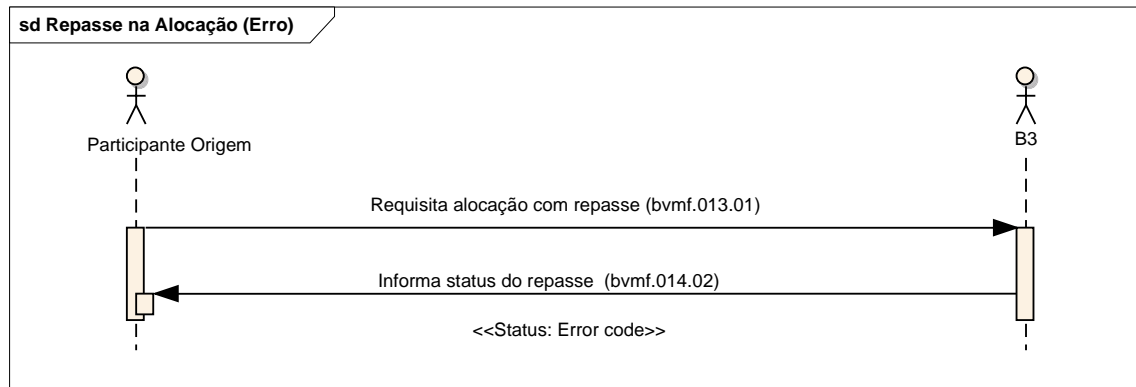 sd Repasse na Alocação (Erro)
Participante Origem
B3
Requisita alocação com repasse (bvmf.013.01)
Informa status do repasse (bvmf.014.02)
<<Status: Error code>>